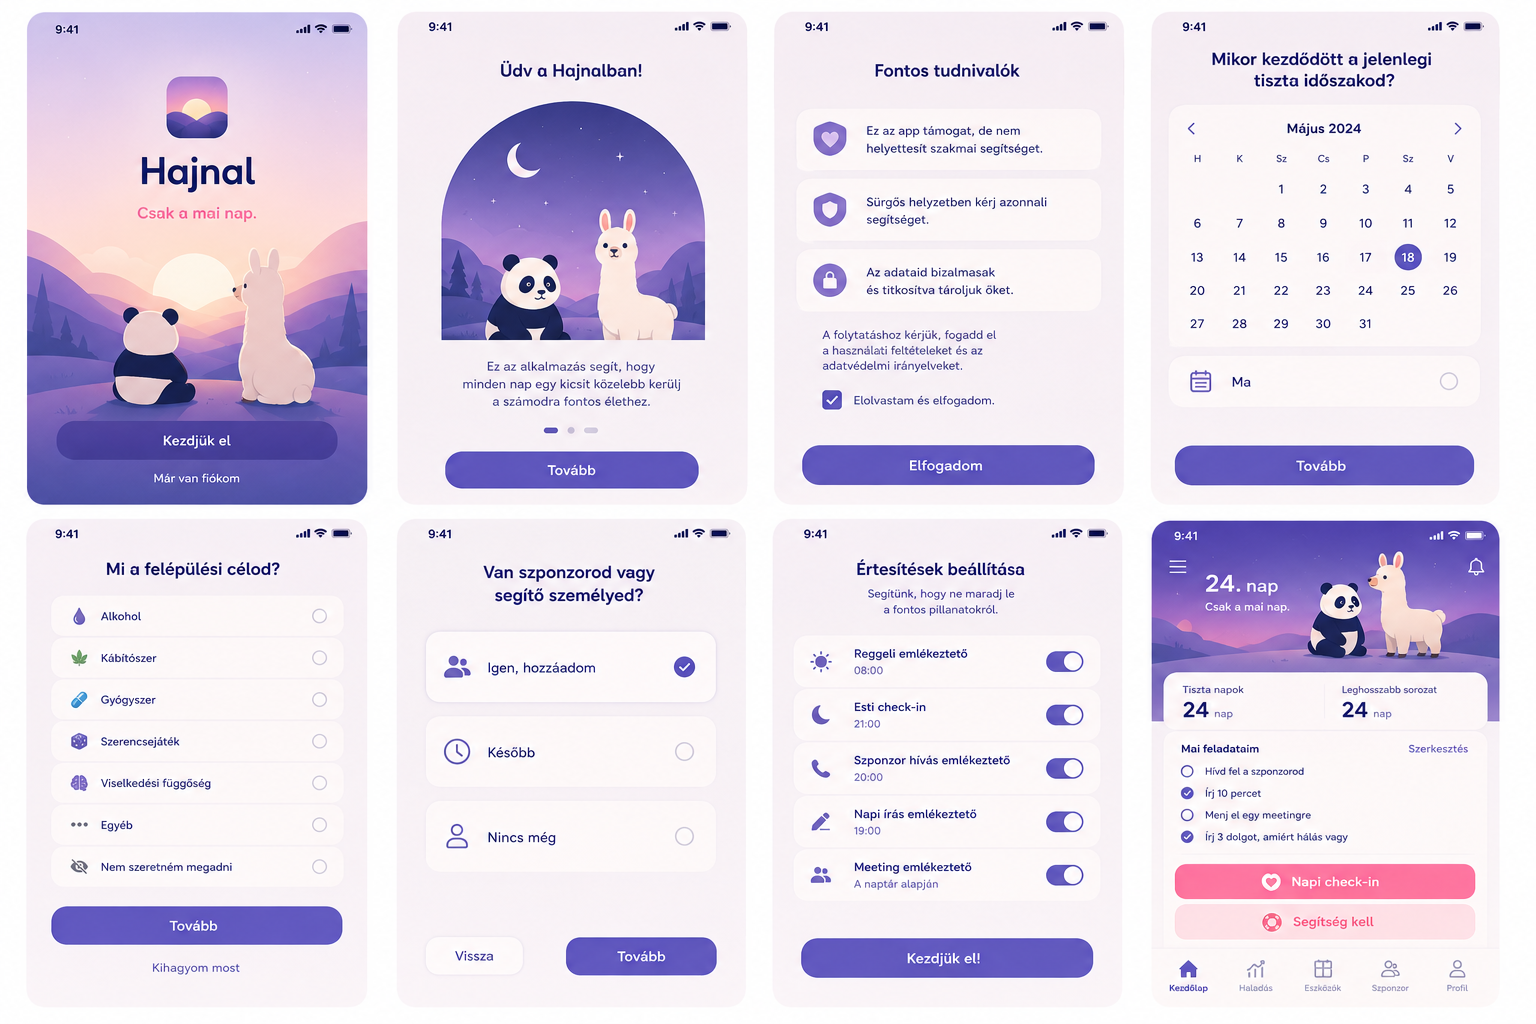 9:41
Hajnal
Csak a mai nap.
Kezdjük el
Már van fiókom
9:41
Üdv a Hajnalban!
Ez az alkalmazás segít, hogy
minden nap egy kicsit közelebb kerülj
a számodra fontos élethez.
Tovább
9:41
Fontos tudnivalók
Ez az app támogat, de nem
helyettesít szakmai segítséget.
Sürgős helyzetben kérj azonnali
segítséget.
Az adataid bizalmasak
és titkosítva tároljuk őket.
A folytatáshoz kérjük, fogadd el
a használati feltételeket és az
adatvédelmi irányelveket.
Elolvastam és elfogadom.
Elfogadom
9:41
Mikor kezdődött a jelenlegi
tiszta időszakod?
Május 2024
H K Sz Cs P Sz V
1 2 3 4 5
6 7 8 9 10 11 12
13 14 15 16 17 18 19
20 21 22 23 24 25 26
27 28 29 30 31
Ma
Tovább
9:41
Mi a felépülési célod?
Alkohol
Kábítószer
Gyógyszer
Szerencsejáték
Viselkedési függőség
Egyéb
Nem szeretném megadni
Tovább
Kihagyom most
9:41
Van szponzorod vagy
segítő személyed?
Igen, hozzáadom
Később
Nincs még
Vissza
Tovább
9:41
Értesítések beállítása
Segítünk, hogy ne maradj le
a fontos pillanatokról.
Reggeli emlékeztető
08:00
Esti check-in
21:00
Szponzor hívás emlékeztető
20:00
Napi írás emlékeztető
19:00
Meeting emlékeztető
A naptár alapján
Kezdjük el!
9:41
24. nap
Csak a mai nap.
Tiszta napok
24 nap
Leghosszabb sorozat
24 nap
Mai feladataim
Szerkesztés
Hívd fel a szponzorod
Írj 10 percet
Menj el egy meetingre
Írj 3 dolgot, amiért hálás vagy
Napi check-in
Segítség kell
Kezdőlap
Haladás
Eszközök
Szponzor
Profil